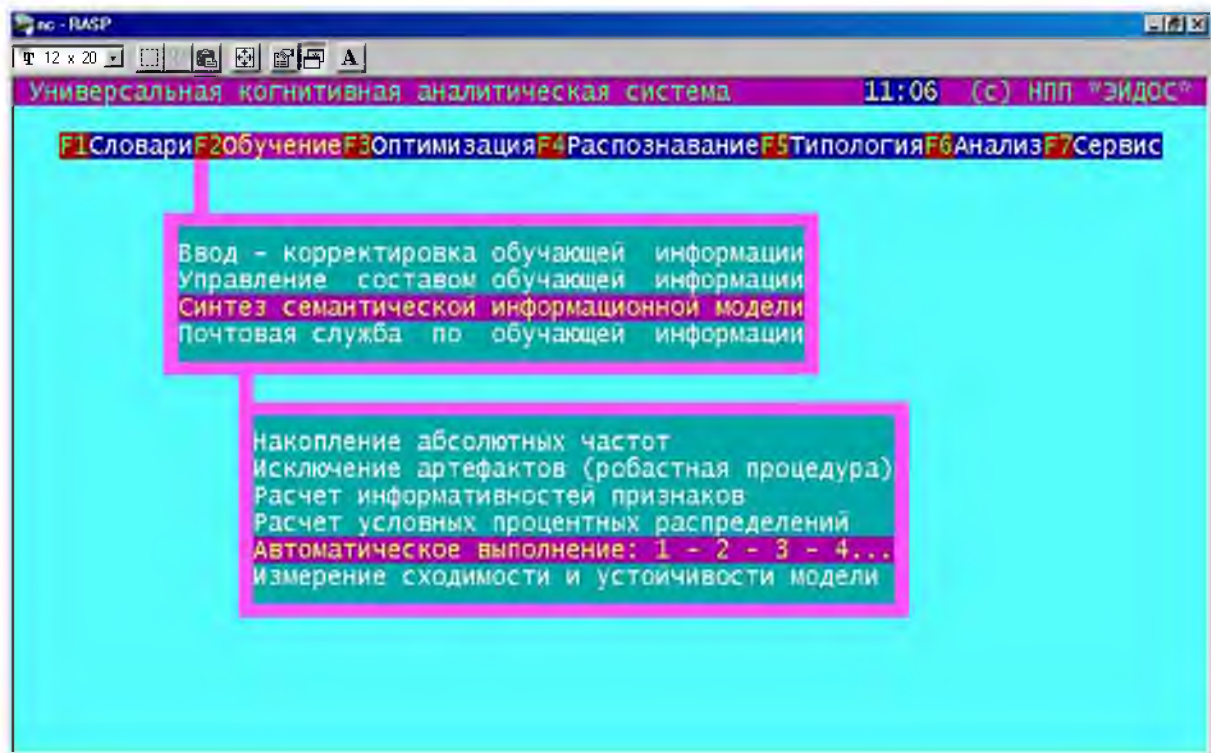 nc - RASP
T 12 x 20 A
Универсальная когнитивная аналитическая система 11:06 (c) НПП "ЭЙДОС"
F1Словари F2Обучение F3Оптимизация F4Распознавание F5Типология F6Анализ F7Сервис
Ввод - корректировка обучающей информации
Управление составом обучающей информации
Синтез семантической информационной модели
Почтовая служба по обучающей информации
Накопление абсолютных частот
Исключение артефактов (робастная процедура)
Расчет информативностей признаков
Расчет условных процентных распределений
Автоматическое выполнение: 1 - 2 - 3 - 4...
Измерение сходимости и устойчивости модели